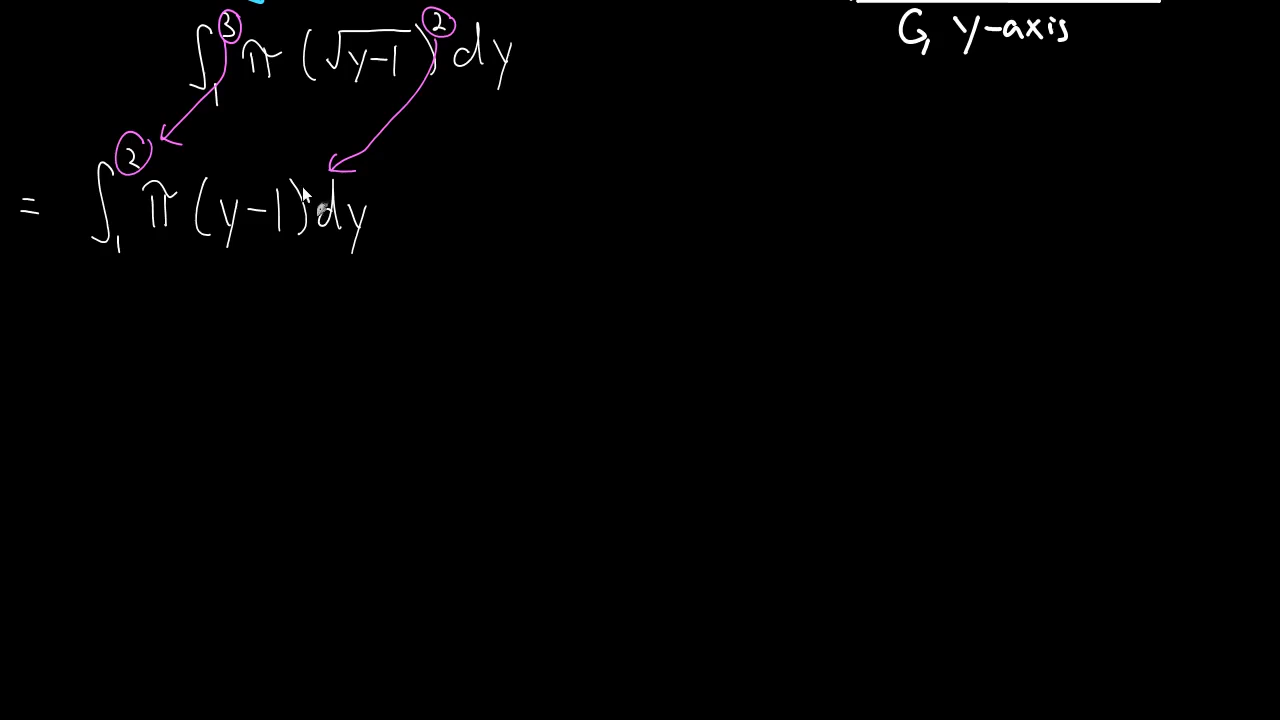 ∫₁³ π (√(y-1))² dy
G, y-axis
= ∫₁² π (y-1) dy